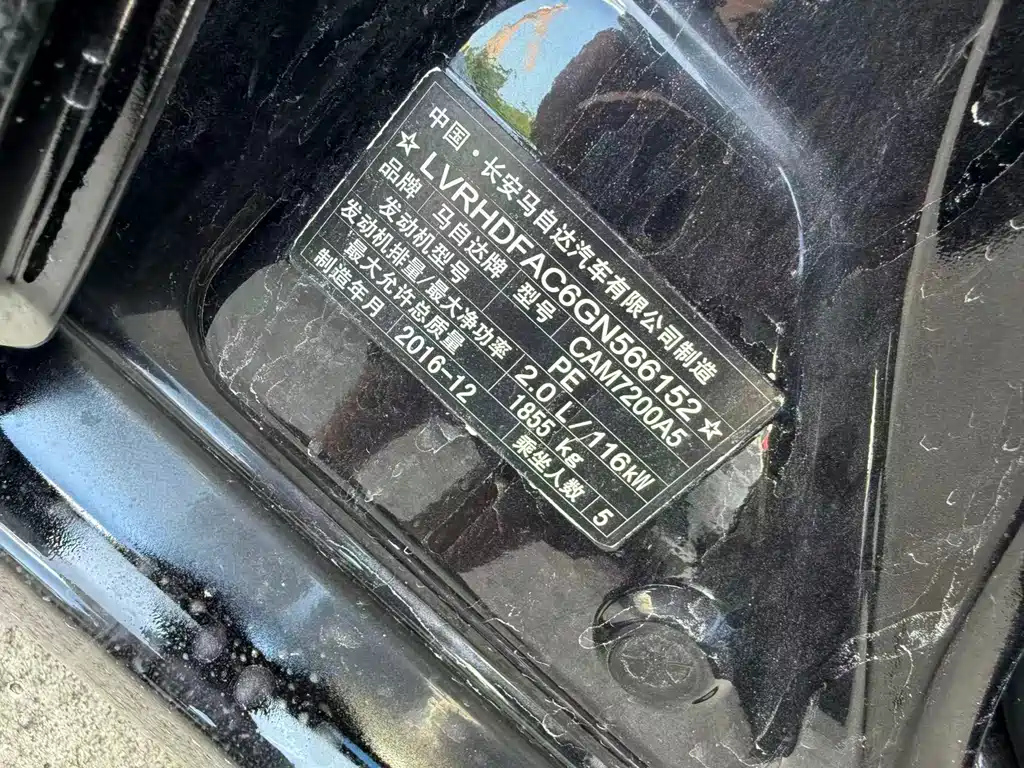 中国·长安马自达汽车有限公司制造
☆LVRHDFAC6GN566152☆
品牌 马自达牌 型号 CAM7200A5
发动机型号 PE
发动机排量/最大净功率 2.0 L/116kW
最大允许总质量 1855 kg
制造年月 2016-12 乘坐人数 5